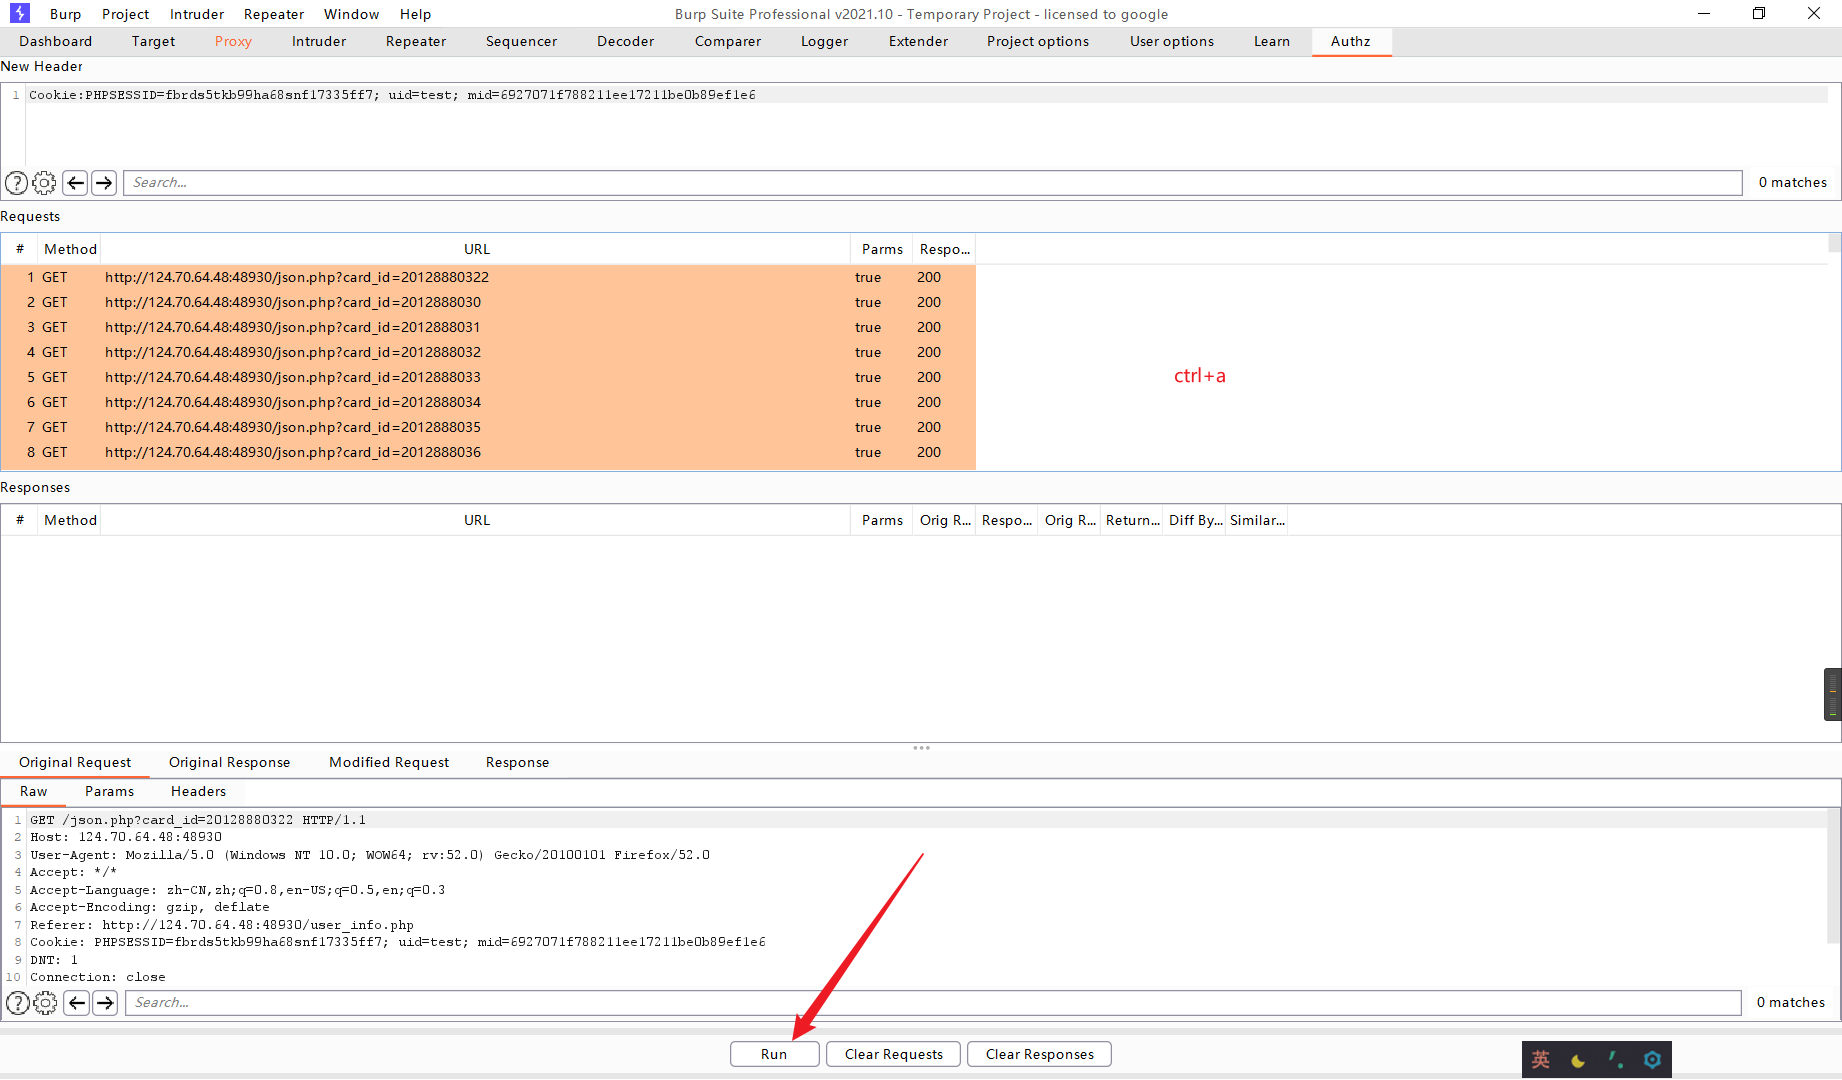 Burp Project Intruder Repeater Window Help Burp Suite Professional v2021.10 - Temporary Project - licensed to google
Dashboard Target Proxy Intruder Repeater Sequencer Decoder Comparer Logger Extender Project options User options Learn Authz
New Header
1 Cookie:PHPSESSID=fbrds5tkb99ha68snf17335ff7; uid=test; mid=6927071f788211ee17211be0b89ef1e6
? Search... 0 matches
Requests
# Method URL Parms Respo...
1 GET http://124.70.64.48:48930/json.php?card_id=20128880322 true 200
2 GET http://124.70.64.48:48930/json.php?card_id=2012888030 true 200
3 GET http://124.70.64.48:48930/json.php?card_id=2012888031 true 200
4 GET http://124.70.64.48:48930/json.php?card_id=2012888032 true 200
5 GET http://124.70.64.48:48930/json.php?card_id=2012888033 true 200
ctrl+a
6 GET http://124.70.64.48:48930/json.php?card_id=2012888034 true 200
7 GET http://124.70.64.48:48930/json.php?card_id=2012888035 true 200
8 GET http://124.70.64.48:48930/json.php?card_id=2012888036 true 200
Responses
# Method URL Parms Orig R... Respo... Orig R... Return... Diff By... Similar...
Original Request Original Response Modified Request Response
Raw Params Headers
1 GET /json.php?card_id=20128880322 HTTP/1.1
2 Host: 124.70.64.48:48930
3 User-Agent: Mozilla/5.0 (Windows NT 10.0; WOW64; rv:52.0) Gecko/20100101 Firefox/52.0
4 Accept: */*
5 Accept-Language: zh-CN,zh;q=0.8,en-US;q=0.5,en;q=0.3
6 Accept-Encoding: gzip, deflate
7 Referer: http://124.70.64.48:48930/user_info.php
8 Cookie: PHPSESSID=fbrds5tkb99ha68snf17335ff7; uid=test; mid=6927071f788211ee17211be0b89ef1e6
9 DNT: 1
10 Connection: close
? Search... 0 matches
Run Clear Requests Clear Responses
英